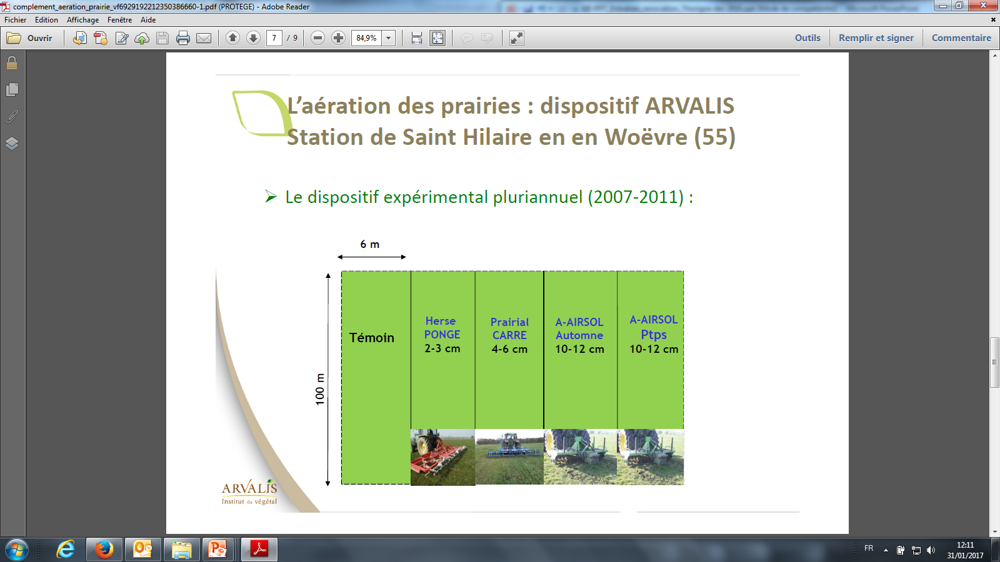 complement_aeration_prairie_vf6929192212350386660-1.pdf (PROTEGE) - Adobe Reader
Fichier Edition Affichage Fenêtre Aide
Ouvrir 7 / 9 84,9% Outils Remplir et signer Commentaire
L’aération des prairies : dispositif ARVALIS
Station de Saint Hilaire en en Woëvre (55)
Le dispositif expérimental pluriannuel (2007-2011) :
6 m
100 m
Témoin
Herse
PONGE
2-3 cm
Prairial
CARRE
4-6 cm
A-AIRSOL
Automne
10-12 cm
A-AIRSOL
Ptps
10-12 cm
ARVALIS
Institut du végétal
FR
12:11
31/01/2017